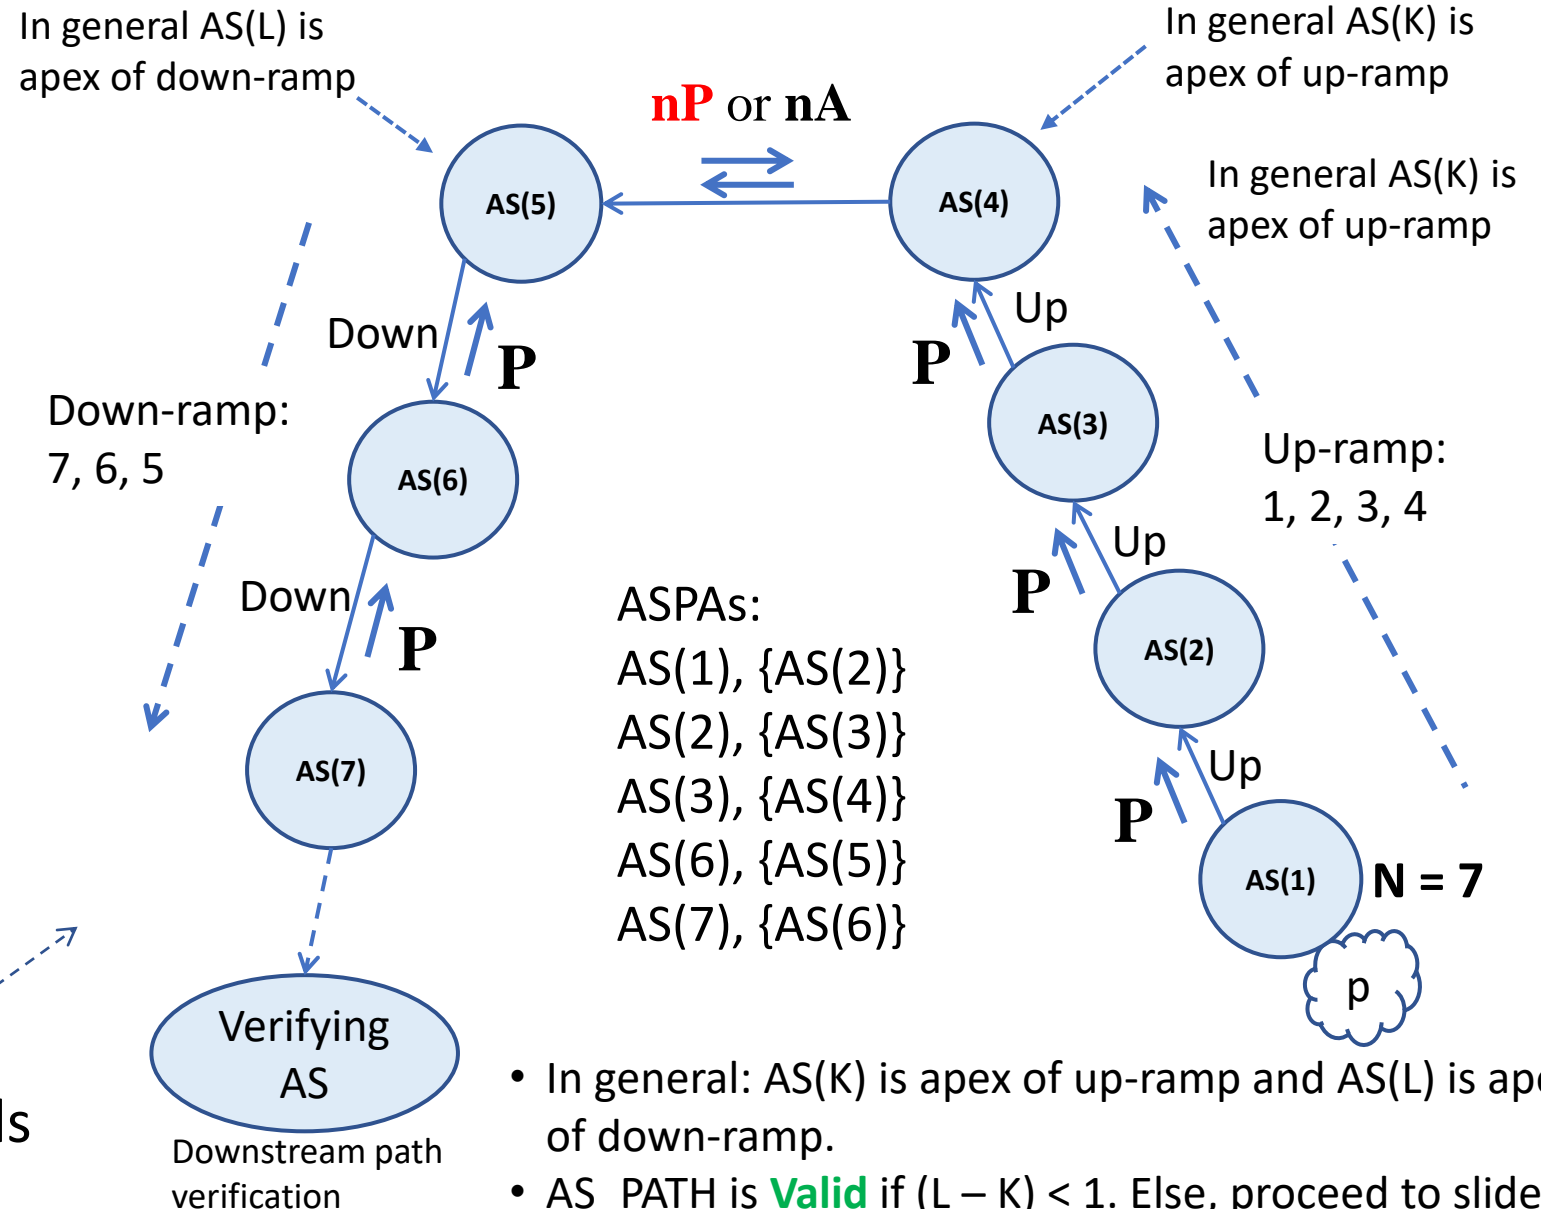 In general AS(L) is
apex of down-ramp
In general AS(K) is
apex of up-ramp
nP or nA
In general AS(K) is
apex of up-ramp
AS(5)
AS(4)
Up
Down
P
P
AS(3)
Down-ramp:
7, 6, 5
AS(6)
Up-ramp:
1, 2, 3, 4
Up
P
Down
P
ASPAs:
AS(1), {AS(2)}
AS(2), {AS(3)}
AS(3), {AS(4)}
AS(6), {AS(5)}
AS(7), {AS(6)}
AS(2)
AS(7)
Up
P
AS(1)
N = 7
p
Verifying
AS
Downstream path
verification
ls
• In general: AS(K) is apex of up-ramp and AS(L) is ape
of down-ramp.
• AS PATH is Valid if (L – K) < 1. Else, proceed to slide